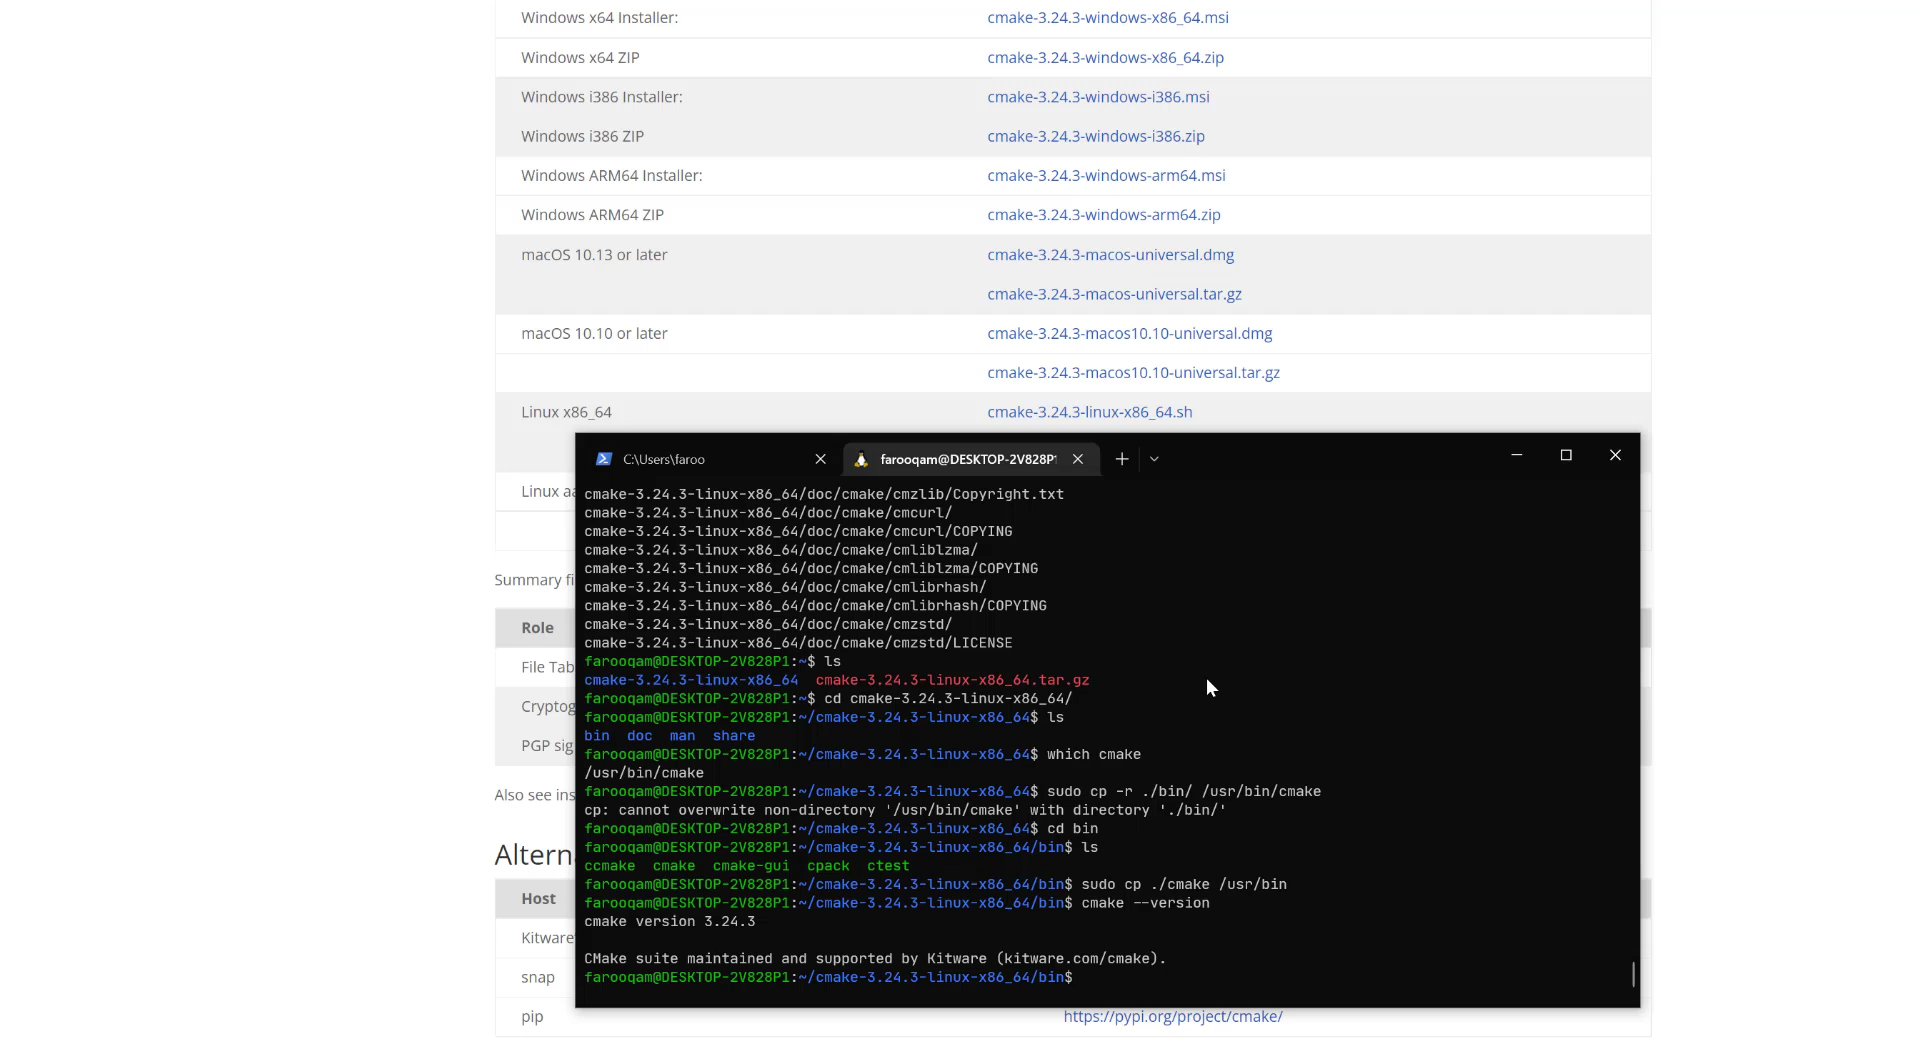 Windows x64 Installer: cmake-3.24.3-windows-x86_64.msi
Windows x64 ZIP cmake-3.24.3-windows-x86_64.zip
Windows i386 Installer: cmake-3.24.3-windows-i386.msi
Windows i386 ZIP cmake-3.24.3-windows-i386.zip
Windows ARM64 Installer: cmake-3.24.3-windows-arm64.msi
Windows ARM64 ZIP cmake-3.24.3-windows-arm64.zip
macOS 10.13 or later cmake-3.24.3-macos-universal.dmg
cmake-3.24.3-macos-universal.tar.gz
macOS 10.10 or later cmake-3.24.3-macos10.10-universal.dmg
cmake-3.24.3-macos10.10-universal.tar.gz
Linux x86_64 cmake-3.24.3-linux-x86_64.sh
Linux aa
Summary fi
Role
File Tab
Cryptog
PGP sig
Also see ins
Altern
Host
Kitware'
snap
pip https://pypi.org/project/cmake/
C:\Users\faroo farooqam@DESKTOP-2V828P1
cmake-3.24.3-linux-x86_64/doc/cmake/cmzlib/Copyright.txt
cmake-3.24.3-linux-x86_64/doc/cmake/cmcurl/
cmake-3.24.3-linux-x86_64/doc/cmake/cmcurl/COPYING
cmake-3.24.3-linux-x86_64/doc/cmake/cmliblzma/
cmake-3.24.3-linux-x86_64/doc/cmake/cmliblzma/COPYING
cmake-3.24.3-linux-x86_64/doc/cmake/cmlibrhash/
cmake-3.24.3-linux-x86_64/doc/cmake/cmlibrhash/COPYING
cmake-3.24.3-linux-x86_64/doc/cmake/cmzstd/
cmake-3.24.3-linux-x86_64/doc/cmake/cmzstd/LICENSE
farooqam@DESKTOP-2V828P1:~$ ls
cmake-3.24.3-linux-x86_64 cmake-3.24.3-linux-x86_64.tar.gz
farooqam@DESKTOP-2V828P1:~$ cd cmake-3.24.3-linux-x86_64/
farooqam@DESKTOP-2V828P1:~/cmake-3.24.3-linux-x86_64$ ls
bin doc man share
farooqam@DESKTOP-2V828P1:~/cmake-3.24.3-linux-x86_64$ which cmake
/usr/bin/cmake
farooqam@DESKTOP-2V828P1:~/cmake-3.24.3-linux-x86_64$ sudo cp -r ./bin/ /usr/bin/cmake
cp: cannot overwrite non-directory '/usr/bin/cmake' with directory './bin/'
farooqam@DESKTOP-2V828P1:~/cmake-3.24.3-linux-x86_64$ cd bin
farooqam@DESKTOP-2V828P1:~/cmake-3.24.3-linux-x86_64/bin$ ls
ccmake cmake cmake-gui cpack ctest
farooqam@DESKTOP-2V828P1:~/cmake-3.24.3-linux-x86_64/bin$ sudo cp ./cmake /usr/bin
farooqam@DESKTOP-2V828P1:~/cmake-3.24.3-linux-x86_64/bin$ cmake --version
cmake version 3.24.3
CMake suite maintained and supported by Kitware (kitware.com/cmake).
farooqam@DESKTOP-2V828P1:~/cmake-3.24.3-linux-x86_64/bin$